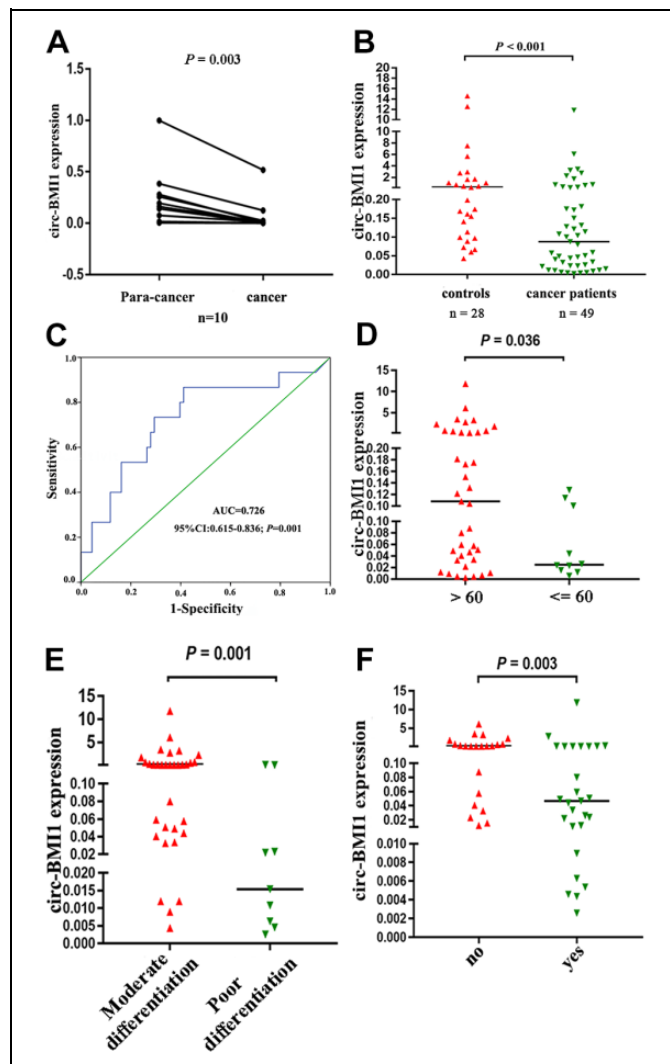 A
P = 0.003
circ-BMI1 expression
1.5
1.0
0.5
0.0
-0.5
Para-cancer
cancer
n=10
B
P < 0.001
circ-BMI1 expression
20
18
16
14
12
10
8
6
4
2
0.20
0.15
0.10
0.05
0.00
controls
cancer patients
n = 28
n = 49
C
Sensitivity
1.0
0.8
0.6
0.4
0.2
0.0
AUC=0.726
95%CI:0.615-0.836; P=0.001
0.0
0.2
0.4
0.6
0.8
1.0
1-Specificity
D
P = 0.036
circ-BMI1 expression
15
10
5
0.20
0.18
0.16
0.14
0.12
0.10
0.08
0.06
0.04
0.02
0.00
> 60
<= 60
E
P = 0.001
circ-BMI1 expression
15
10
5
0.10
0.08
0.06
0.04
0.02
0.020
0.015
0.010
0.005
0.000
Moderate
differentiation
Poor
differentiation
F
P = 0.003
circ-BMI1 expression
15
10
5
0.10
0.08
0.06
0.04
0.02
0.010
0.008
0.006
0.004
0.002
0.000
no
yes